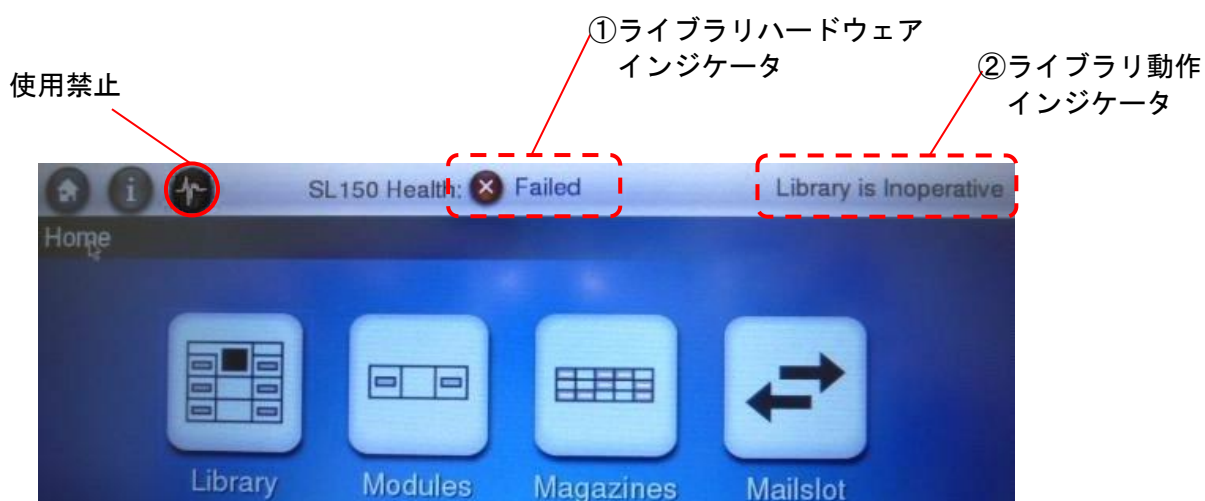 ①ライブラリハードウェア
インジケータ
②ライブラリ動作
インジケータ
使用禁止
i
SL150 Health: Failed
Library is Inoperative
Home
Library
Modules
Magazines
Mailslot